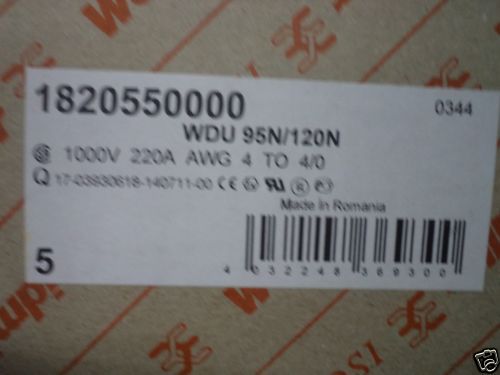 1820550000
0344
WDU 95N/120N
1000V 220A AWG 4 TO 4/0
Q 17-03930618-140711-00 CE
Made In Romania
5
4 032248 369300